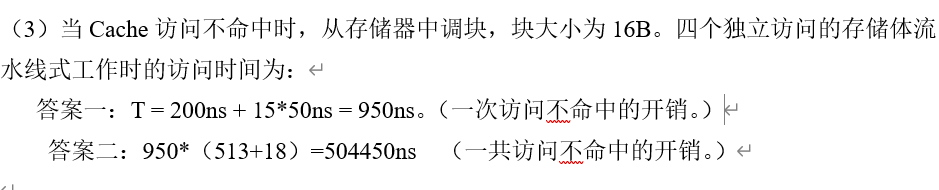 （3）当 Cache 访问不命中时，从存储器中调块，块大小为 16B。四个独立访问的存储体流
水线式工作时的访问时间为：
答案一：T = 200ns + 15*50ns = 950ns。（一次访问不命中的开销。）
答案二：950*（513+18）=504450ns （一共访问不命中的开销。）